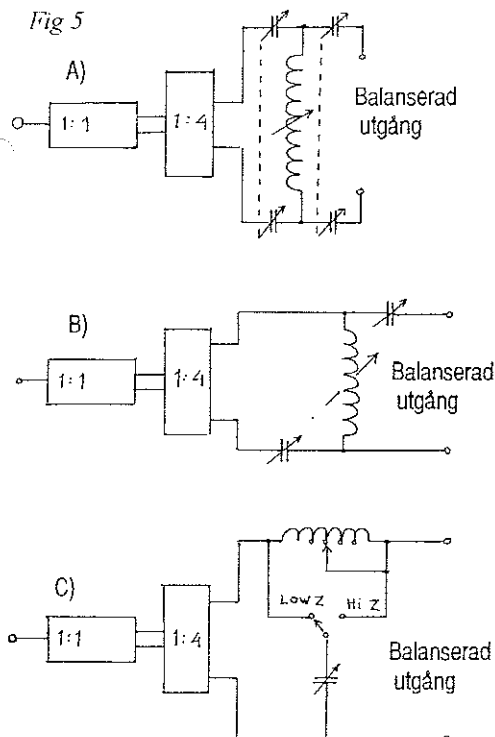 Fig 5
A)
1:1
1:4
Balanserad
utgång
B)
1:1
1:4
Balanserad
utgång
C)
1:1
1:4
Low Z
Hi Z
Balanserad
utgång